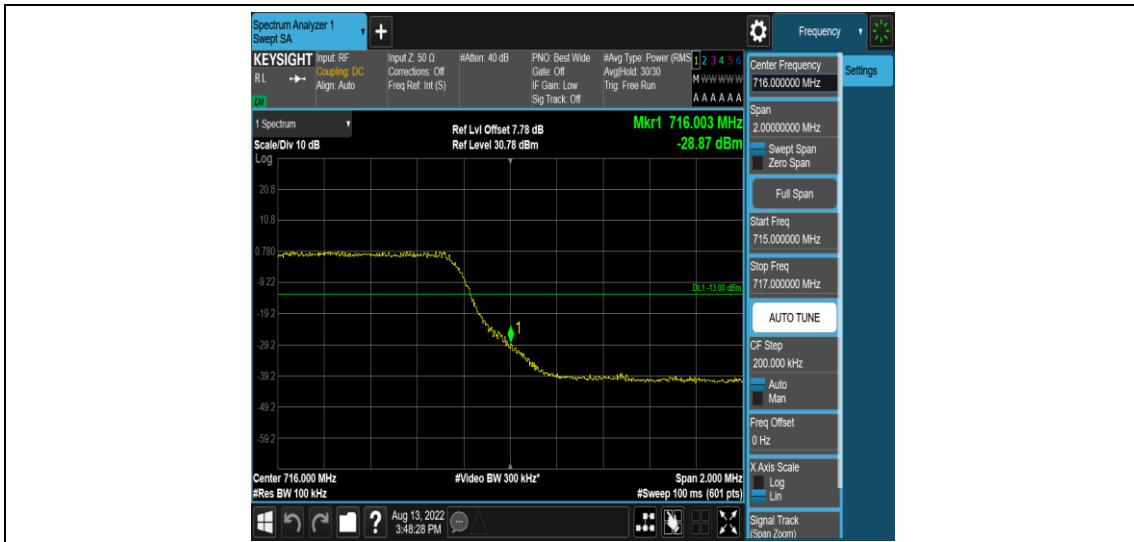 Spectrum Analyzer 1
Swept SA
+
Frequency
KEYSIGHT
RL
LXI
Input: RF
Coupling: DC
Align: Auto
Input Z: 50 Ω
Corrections: Off
Freq Ref: Int (S)
#Atten: 40 dB
PNO: Best Wide
Gate: Off
IF Gain: Low
Sig Track: Off
#Avg Type: Power (RMS
Avg|Hold: 30/30
Trig: Free Run
1 2 3 4 5 6
M W W W W W
A A A A A A
1 Spectrum
Scale/Div 10 dB
Ref Lvl Offset 7.78 dB
Ref Level 30.78 dBm
Mkr1 716.003 MHz
-28.87 dBm
Log
20.8
10.8
0.780
-9.22
-19.2
-29.2
-39.2
-49.2
-59.2
DL1 -13.00 dBm
1
Center 716.000 MHz
#Res BW 100 kHz
#Video BW 300 kHz*
Span 2.000 MHz
#Sweep 100 ms (601 pts)
Center Frequency
716.000000 MHz
Settings
Span
2.00000000 MHz
Swept Span
Zero Span
Full Span
Start Freq
715.000000 MHz
Stop Freq
717.000000 MHz
AUTO TUNE
CF Step
200.000 kHz
Auto
Man
Freq Offset
0 Hz
X Axis Scale
Log
Lin
Signal Track
(Span Zoom)
?
Aug 13, 2022
3:48:28 PM